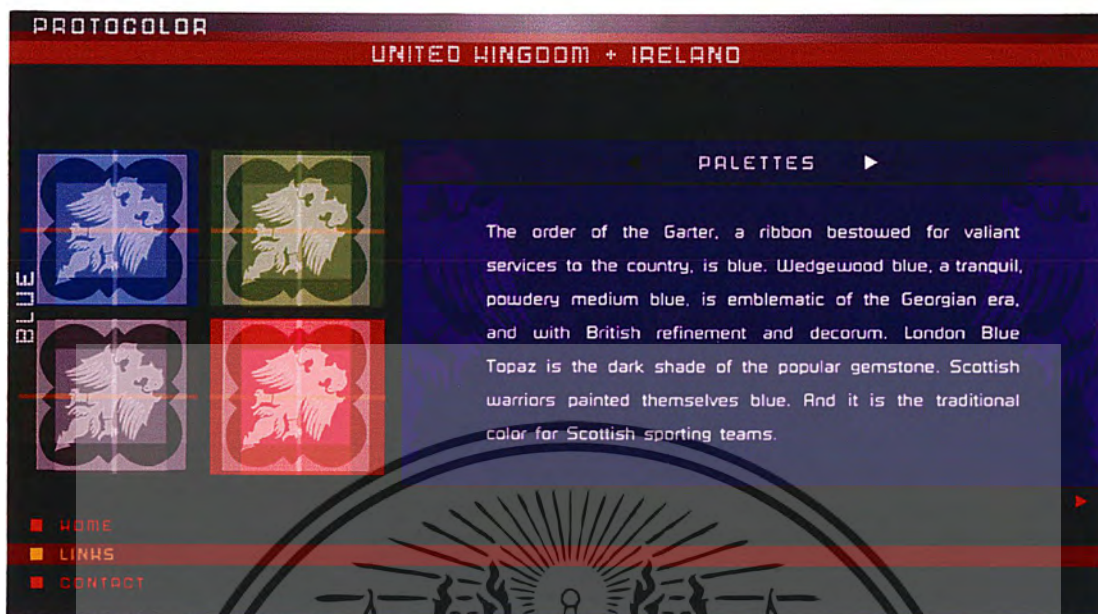 PROTOCOLOR
UNITED KINGDOM + IRELAND
PALETTES
BLUE
The order of the Garter, a ribbon bestowed for valiant
services to the country, is blue. Wedgewood blue, a tranquil,
powdery medium blue, is emblematic of the Georgian era,
and with British refinement and decorum. London Blue
Topaz is the dark shade of the popular gemstone. Scottish
warriors painted themselves blue. And it is the traditional
color for Scottish sporting teams.
HOME
LINKS
CONTACT